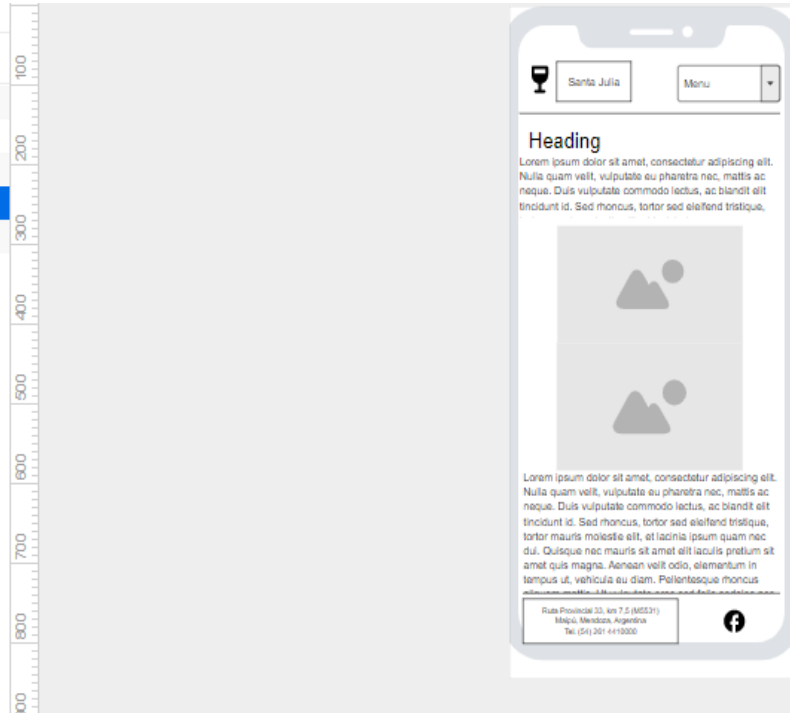 100
200
300
400
500
600
700
800
Santa Julia
Menu
Heading
Lorem ipsum dolor sit amet, consectetur adipiscing elit.
Nulla quam velit, vulputate eu pharetra nec, mattis ac
neque. Duis vulputate commodo lectus, ac blandit elit
tincidunt id. Sed rhoncus, tortor sed eleifend tristique,
Lorem ipsum dolor sit amet, consectetur adipiscing elit.
Nulla quam velit, vulputate eu pharetra nec, mattis ac
neque. Duis vulputate commodo lectus, ac blandit elit
tincidunt id. Sed rhoncus, tortor sed eleifend tristique,
tortor mauris molestie elit, et lacinia ipsum quam nec
dui. Quisque nec mauris sit amet elit iaculis pretium sit
amet quis magna. Aenean velit odio, elementum in
tempus ut, vehicula eu diam. Pellentesque rhoncus
Ruta Provincial 33, km 7,5 (M5531)
Maipú, Mendoza, Argentina
Tel. (54) 261 4410000